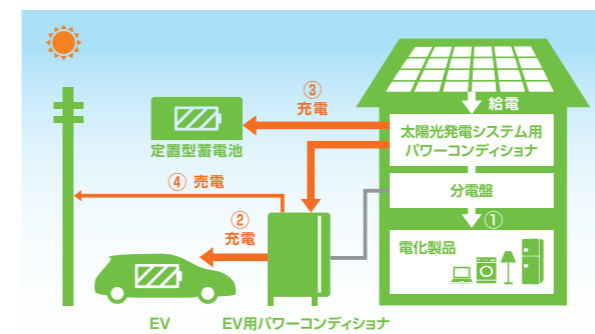 ③
充電
給電
太陽光発電システム用
パワーコンディショナ
定置型蓄電池
④ 売電
分電盤
②
充電
①
電化製品
EV
EV用パワーコンディショナ